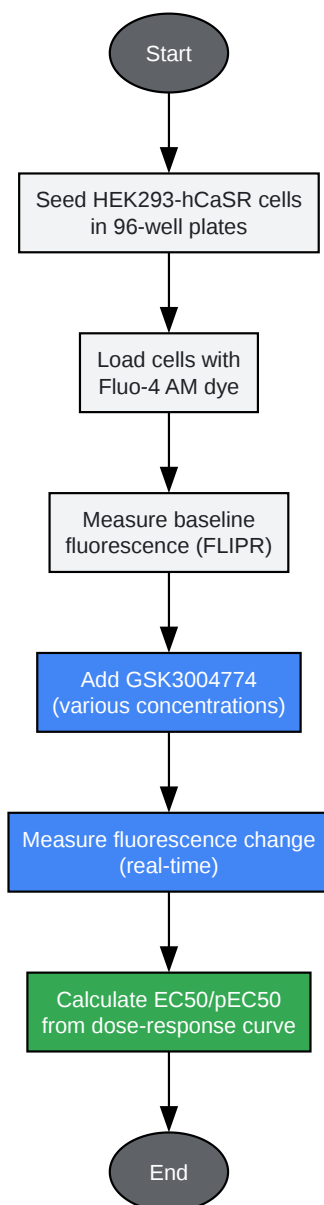 Start
Seed HEK293-hCaSR cells
in 96-well plates
Load cells with
Fluo-4 AM dye
Measure baseline
fluorescence (FLIPR)
Add GSK3004774
(various concentrations)
Measure fluorescence change
(real-time)
Calculate EC50/pEC50
from dose-response curve
End